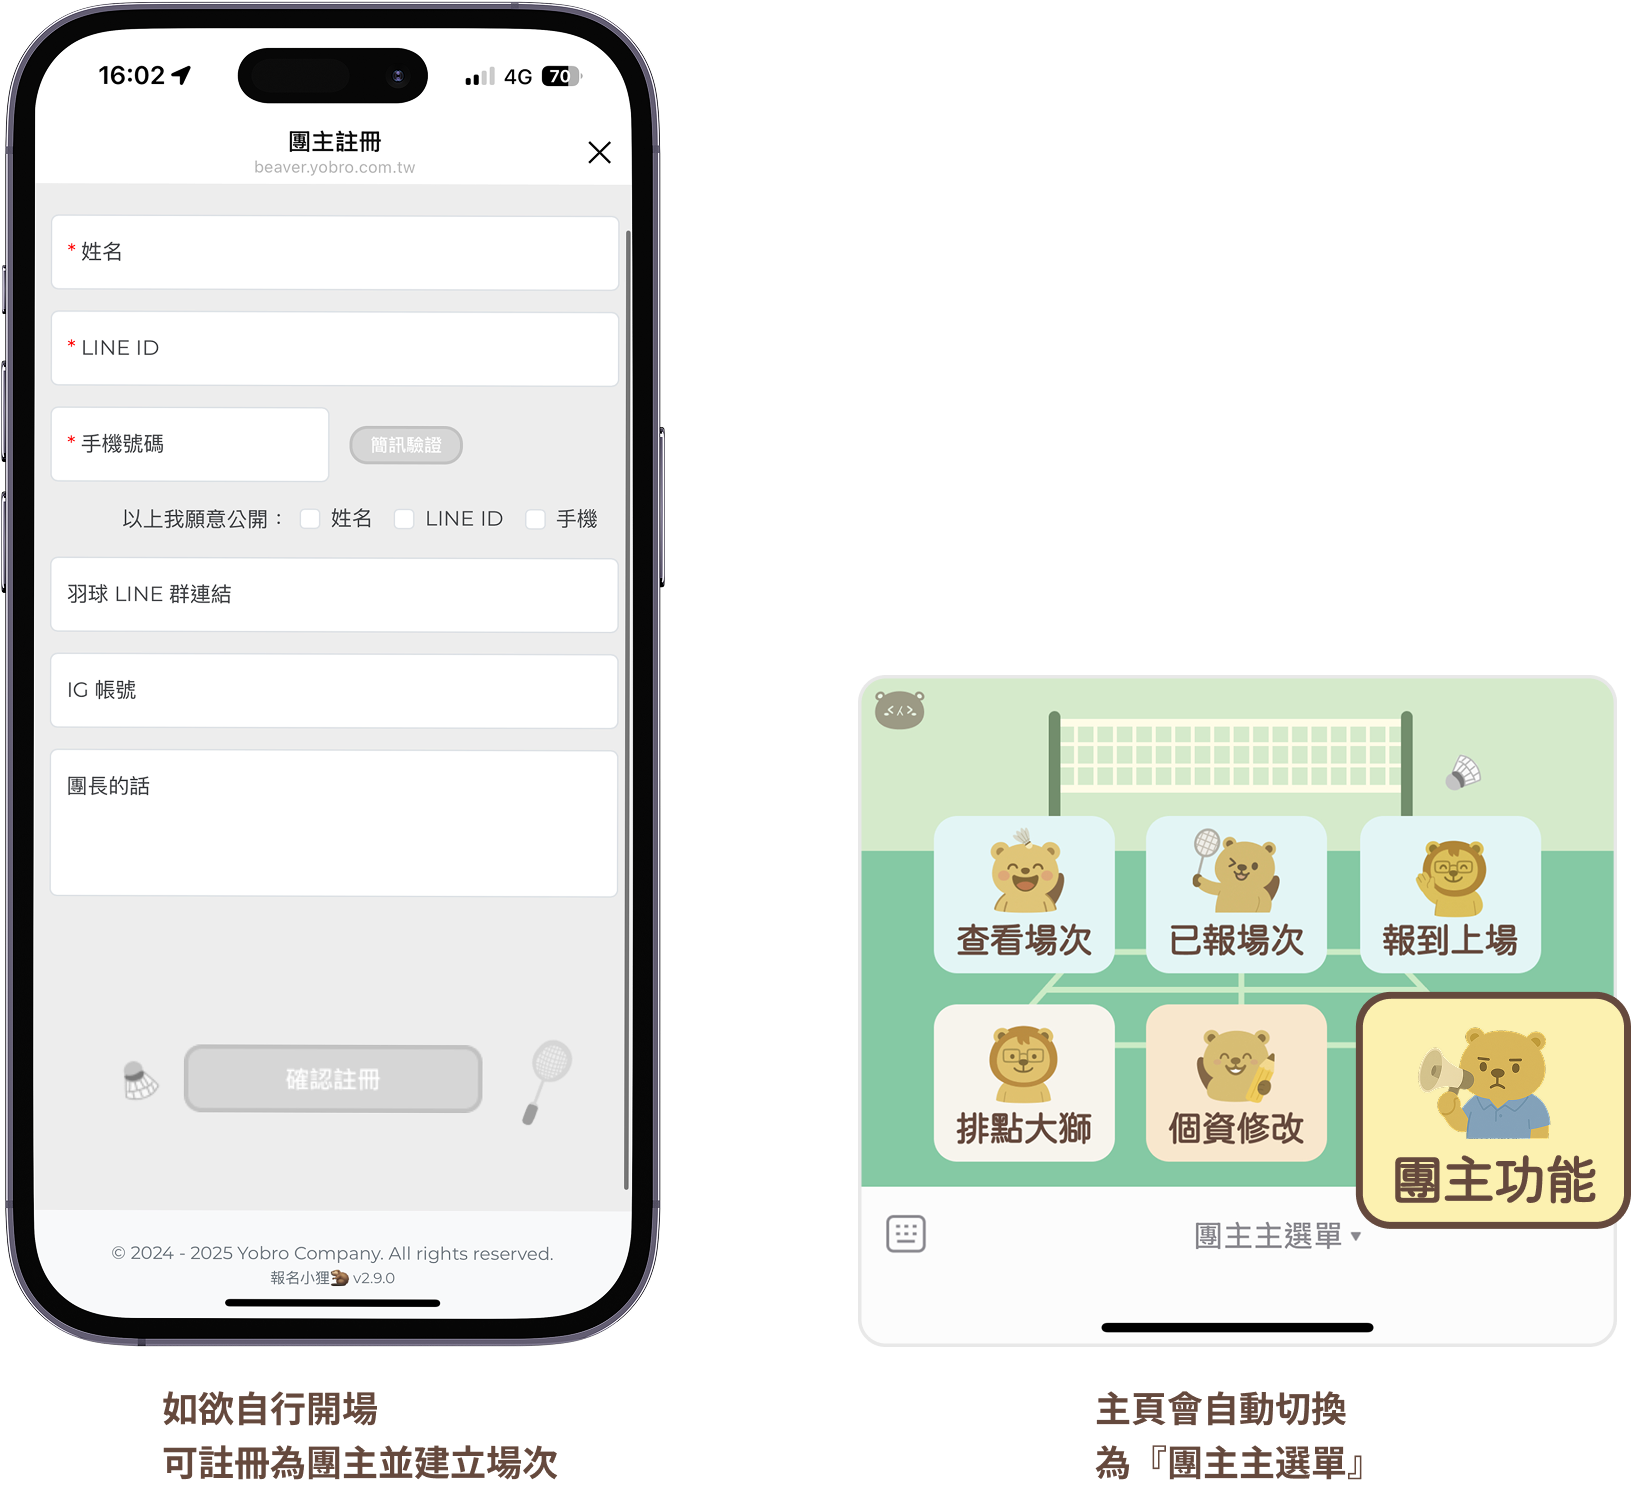 16:02
4G 70
團主註冊
beaver.yobro.com.tw
* 姓名
* LINE ID
* 手機號碼
簡訊驗證
以上我願意公開： 姓名 LINE ID 手機
羽球 LINE 群連結
IG 帳號
團長的話
確認註冊
© 2024 - 2025 Yobro Company. All rights reserved.
報名小狸🦫 v2.9.0
如欲自行開場
可註冊為團主並建立場次
查看場次
已報場次
報到上場
排點大獅
個資修改
團主功能
團主主選單 ▾
主頁會自動切換
為『團主主選單』